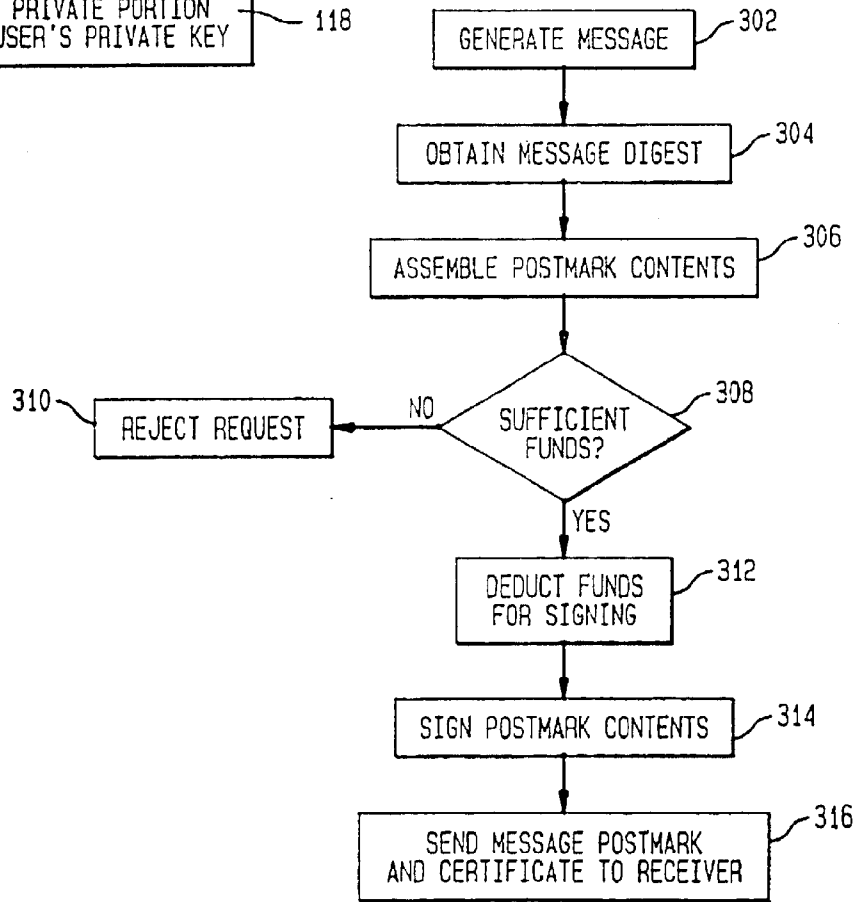 PRIVATE PORTION
USER'S PRIVATE KEY
118
GENERATE MESSAGE
302
OBTAIN MESSAGE DIGEST
304
ASSEMBLE POSTMARK CONTENTS
306
SUFFICIENT
FUNDS?
308
NO
310
REJECT REQUEST
YES
DEDUCT FUNDS
FOR SIGNING
312
SIGN POSTMARK CONTENTS
314
SEND MESSAGE POSTMARK
AND CERTIFICATE TO RECEIVER
316